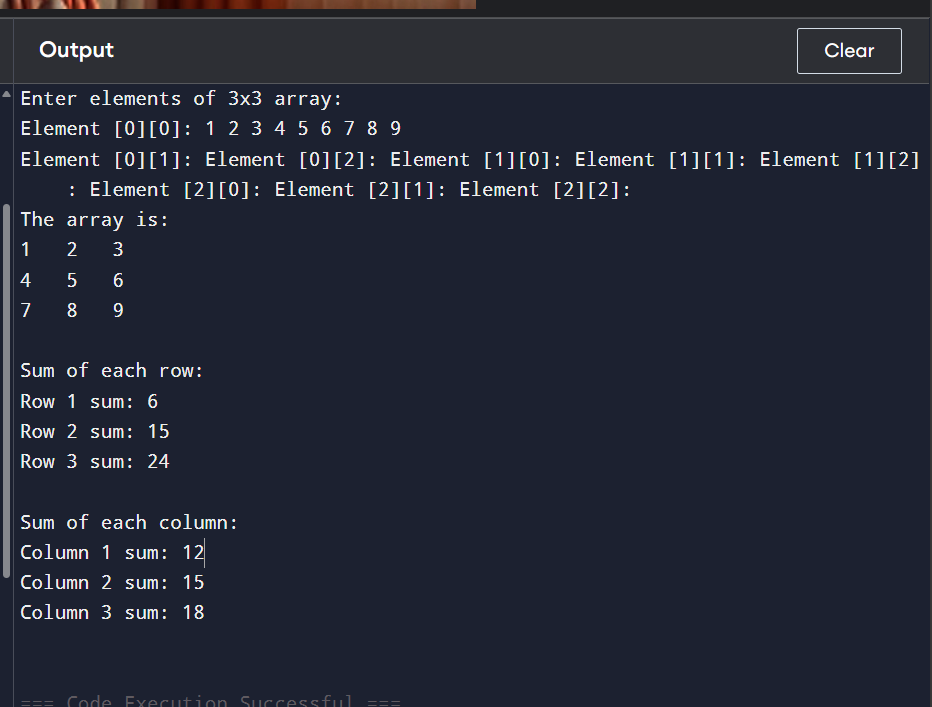 Output
Clear
Enter elements of 3x3 array:
Element [0][0]: 1 2 3 4 5 6 7 8 9
Element [0][1]: Element [0][2]: Element [1][0]: Element [1][1]: Element [1][2]
: Element [2][0]: Element [2][1]: Element [2][2]:
The array is:
1 2 3
4 5 6
7 8 9
Sum of each row:
Row 1 sum: 6
Row 2 sum: 15
Row 3 sum: 24
Sum of each column:
Column 1 sum: 12
Column 2 sum: 15
Column 3 sum: 18
=== Code Execution Successful ===